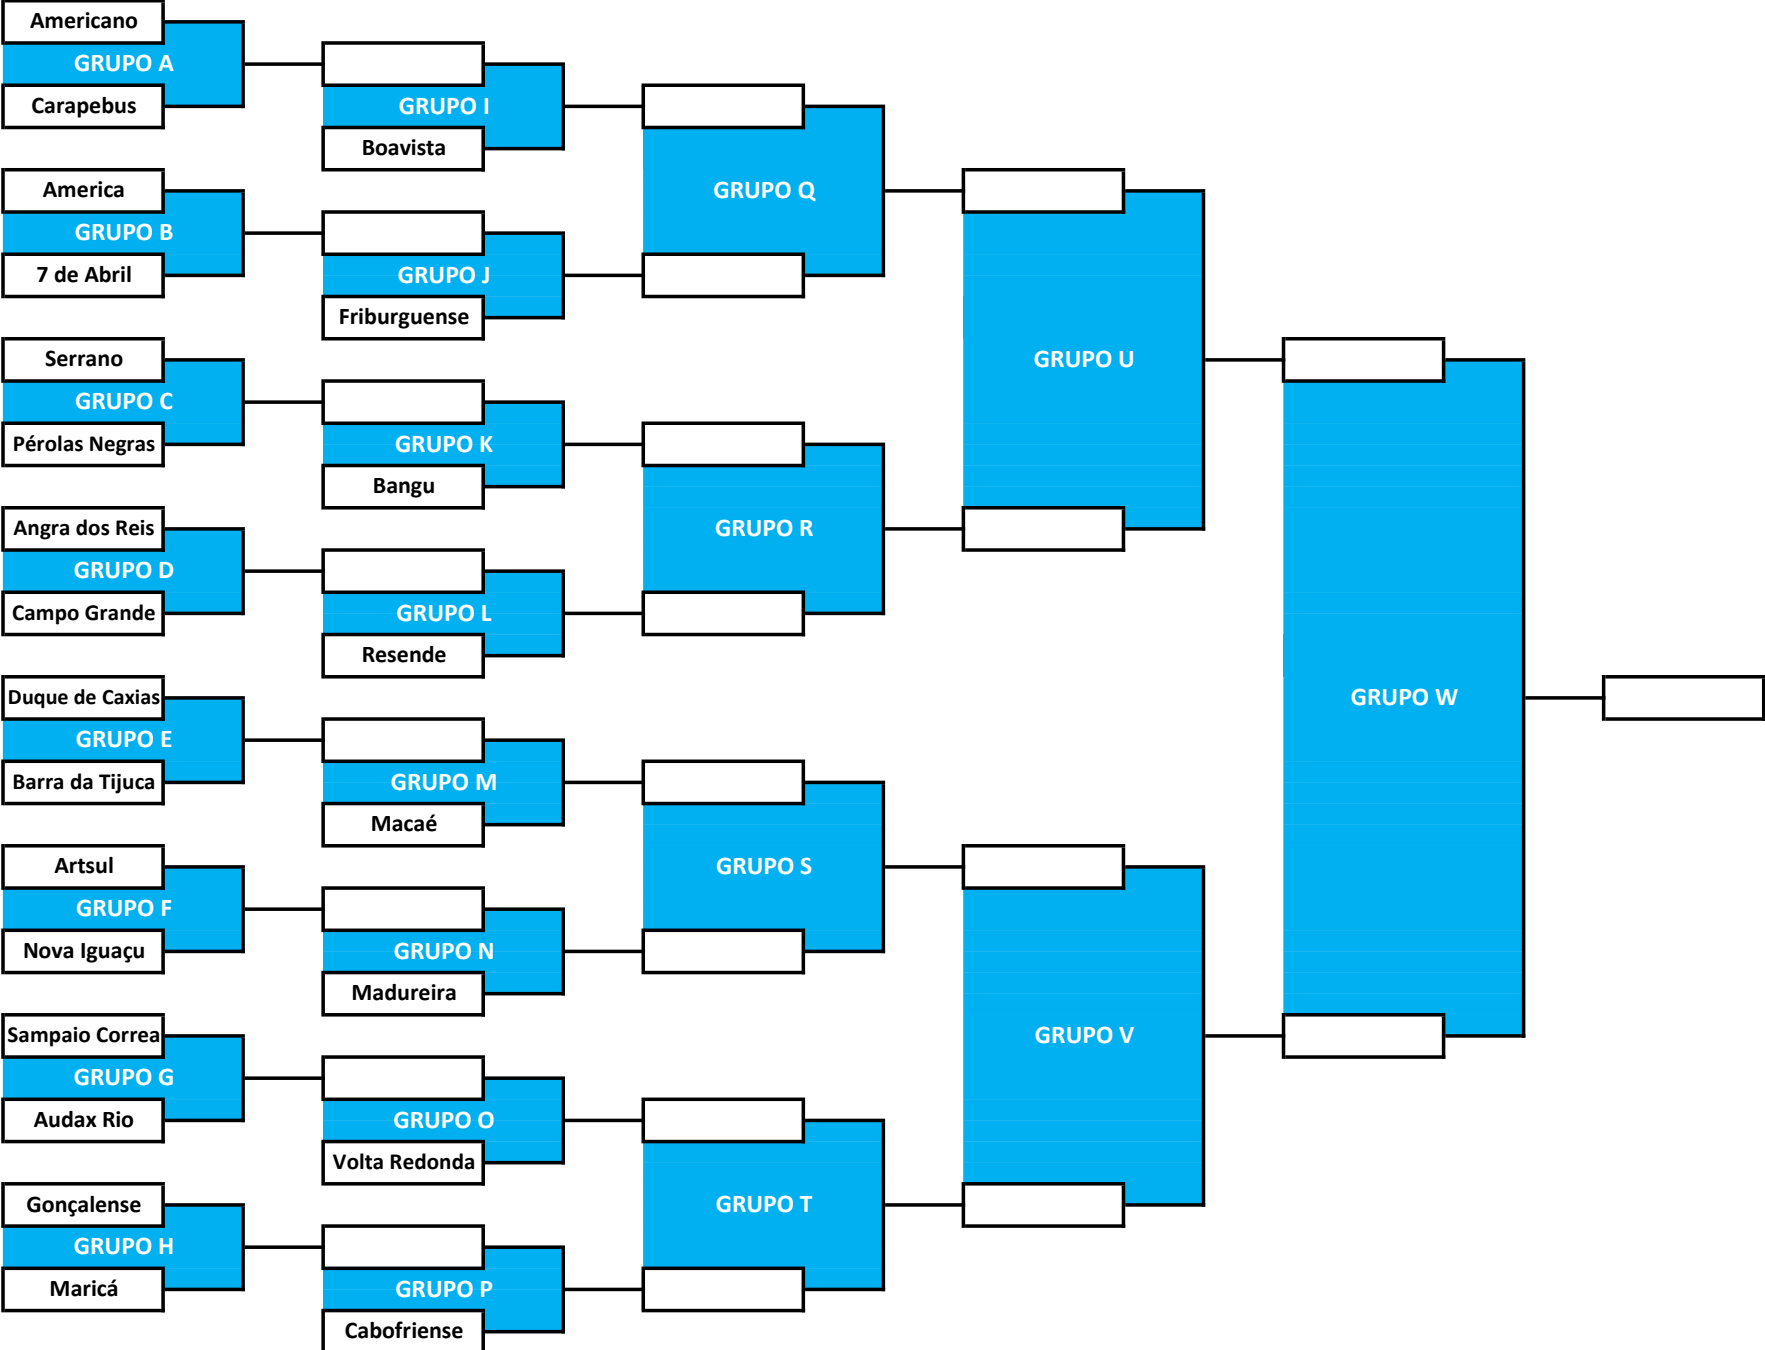 Americano
GRUPO A
Carapebus
America
GRUPO B
7 de Abril
Serrano
GRUPO C
Pérolas Negras
Angra dos Reis
GRUPO D
Campo Grande
Duque de Caxias
GRUPO E
Barra da Tijuca
Artsul
GRUPO F
Nova Iguaçu
Sampaio Correa
GRUPO G
Audax Rio
Gonçalense
GRUPO H
Maricá
GRUPO I
Boavista
GRUPO J
Friburguense
GRUPO K
Bangu
GRUPO L
Resende
GRUPO M
Macaé
GRUPO N
Madureira
GRUPO O
Volta Redonda
GRUPO P
Cabofriense
GRUPO Q
GRUPO R
GRUPO S
GRUPO T
GRUPO U
GRUPO V
GRUPO W